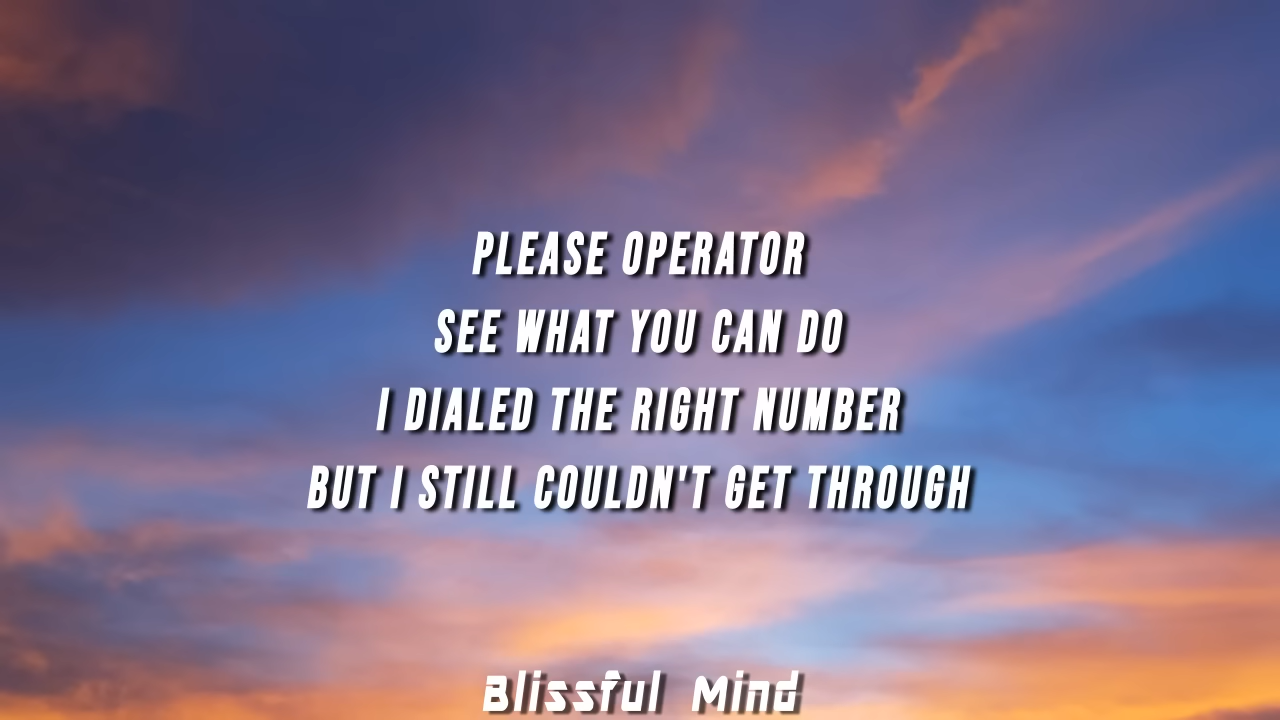 PLEASE OPERATOR
SEE WHAT YOU CAN DO
I DIALED THE RIGHT NUMBER
BUT I STILL COULDN'T GET THROUGH
Blissful Mind